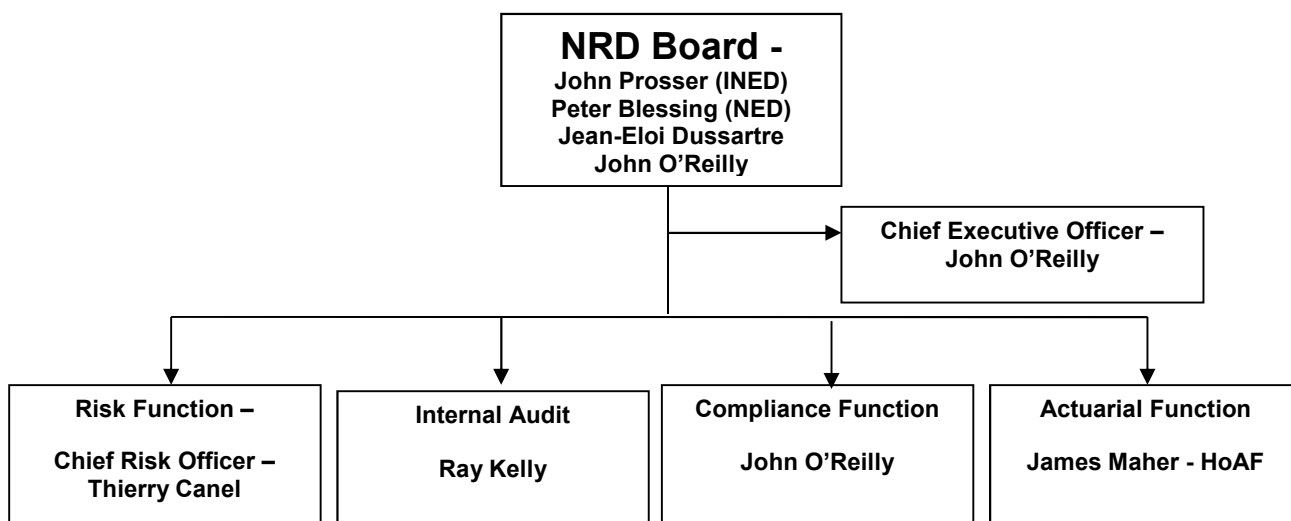 NRD Board -
John Prosser (INED)
Peter Blessing (NED)
Jean-Eloi Dussartre
John O’Reilly
Chief Executive Officer –
John O’Reilly
Risk Function –
Chief Risk Officer –
Thierry Canel
Internal Audit
Ray Kelly
Compliance Function
John O’Reilly
Actuarial Function
James Maher - HoAF